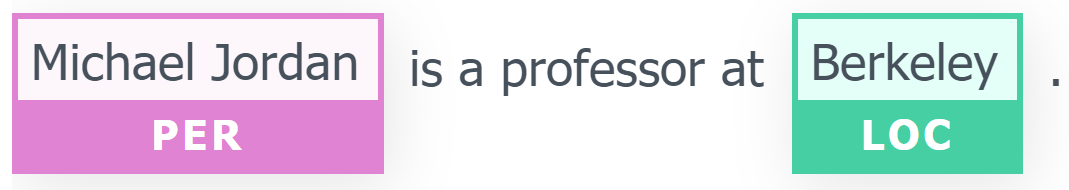 Michael Jordan is a professor at Berkeley .
PER LOC